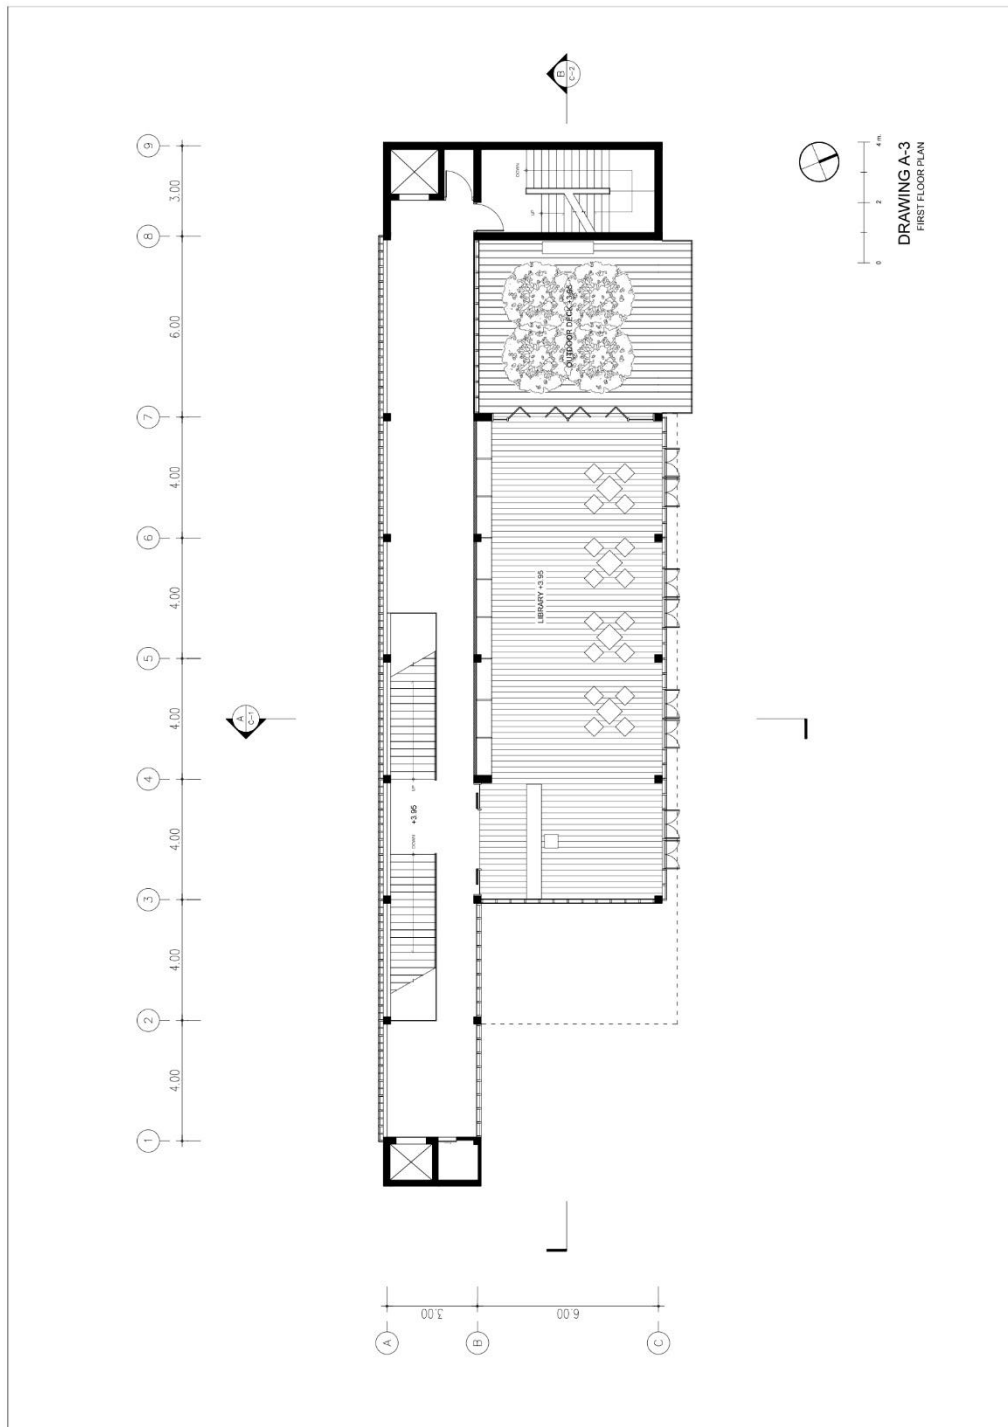 DRAWING A-3
FIRST FLOOR PLAN
0 2 4 m.
B
C-2
A
C-1
1 2 3 4 5 6 7 8 9
4.00 4.00 4.00 4.00 4.00 4.00 6.00 3.00
DOWN
UP
OUTDOOR DECK +3.95
LIBRARY +3.95
UP
+3.95
DOWN
A B C
3.00 6.00